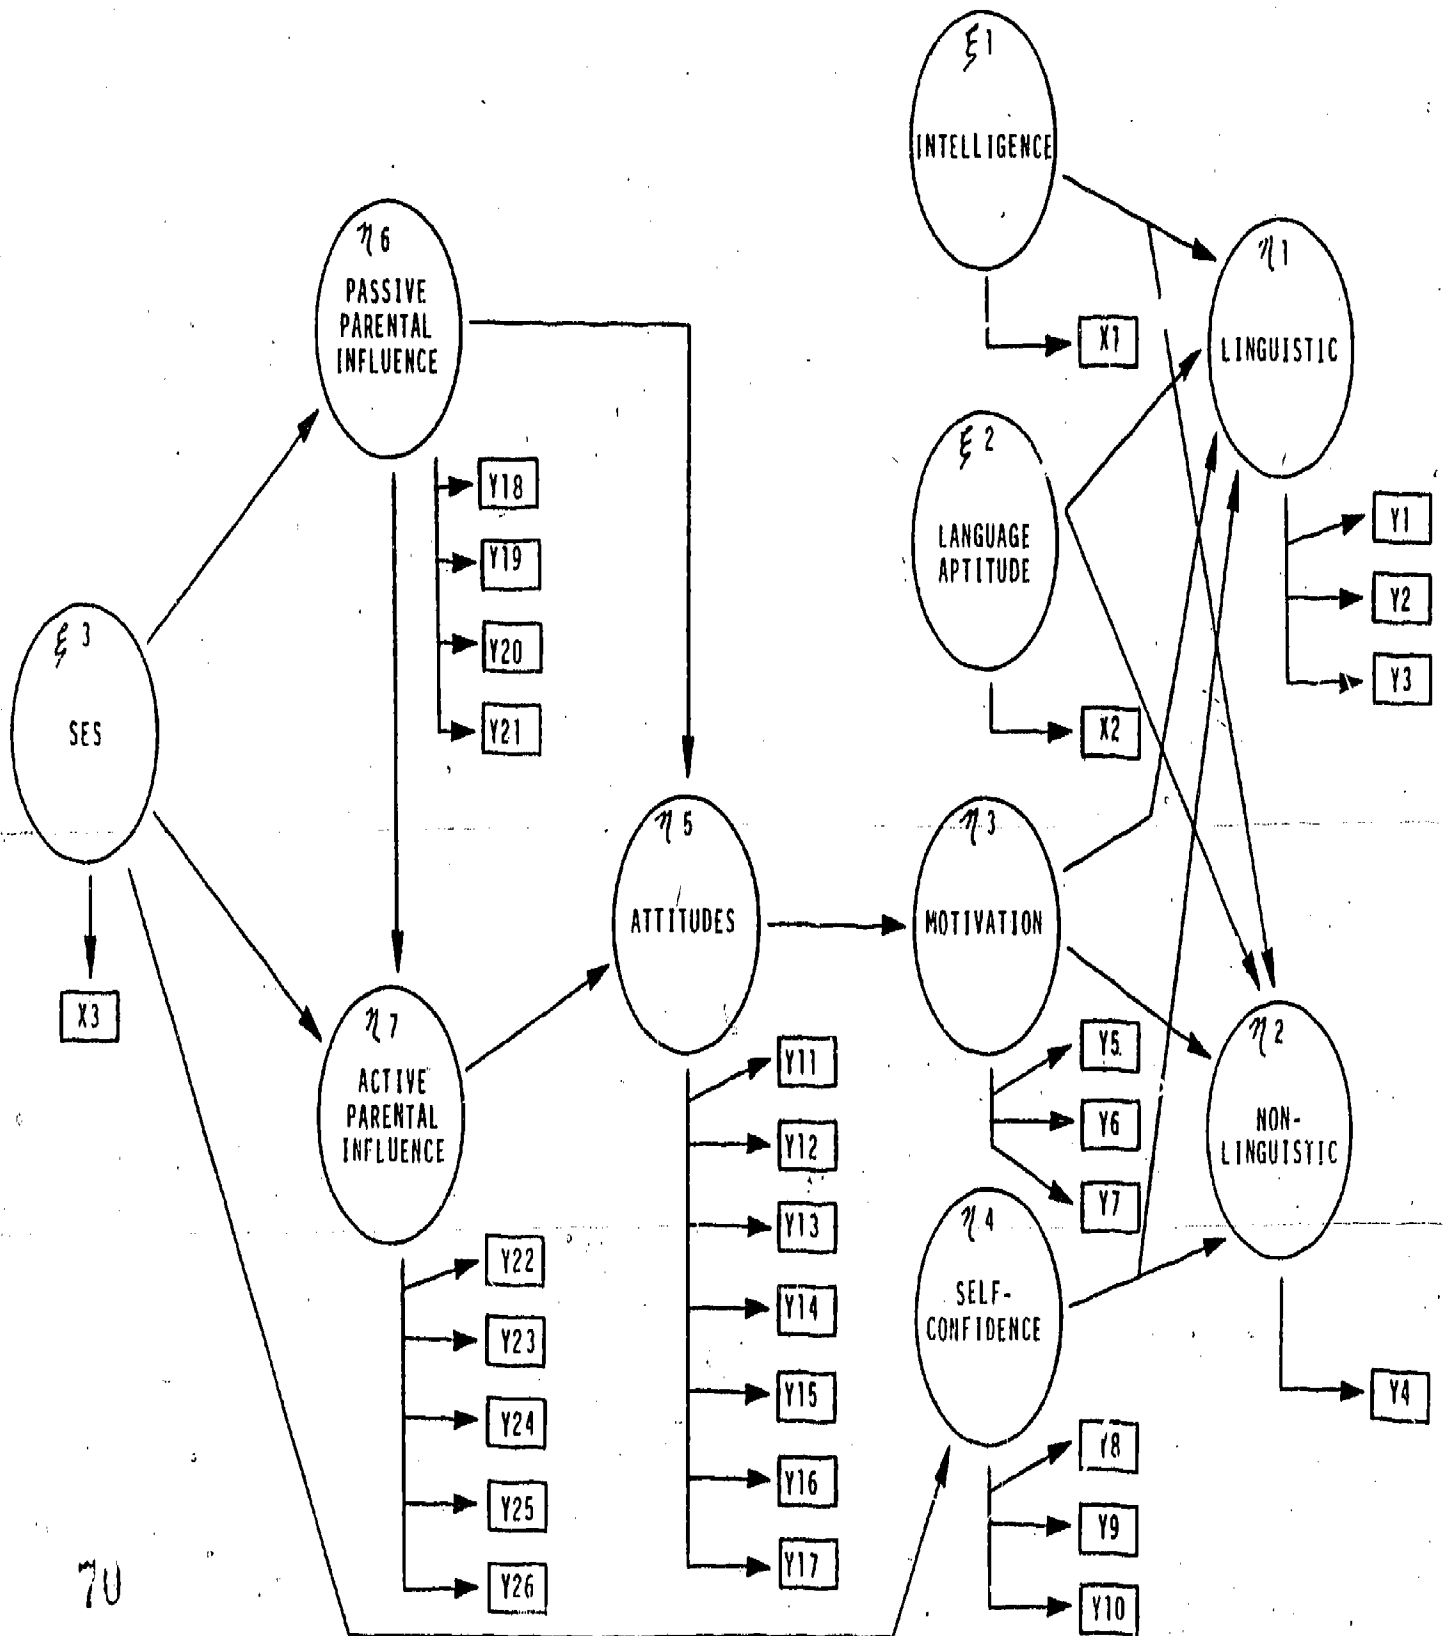 ξ1
INTELLIGENCE
X1
η6
PASSIVE
PARENTAL
INFLUENCE
Y18
Y19
Y20
Y21
η1
LINGUISTIC
Y1
Y2
Y3
ξ2
LANGUAGE
APTITUDE
X2
ξ3
SES
X3
η5
ATTITUDES
Y11
Y12
Y13
Y14
Y15
Y16
Y17
η3
MOTIVATION
Y5
Y6
Y7
η7
ACTIVE
PARENTAL
INFLUENCE
Y22
Y23
Y24
Y25
Y26
η2
NON-
LINGUISTIC
Y4
η4
SELF-
CONFIDENCE
Y8
Y9
Y10
70